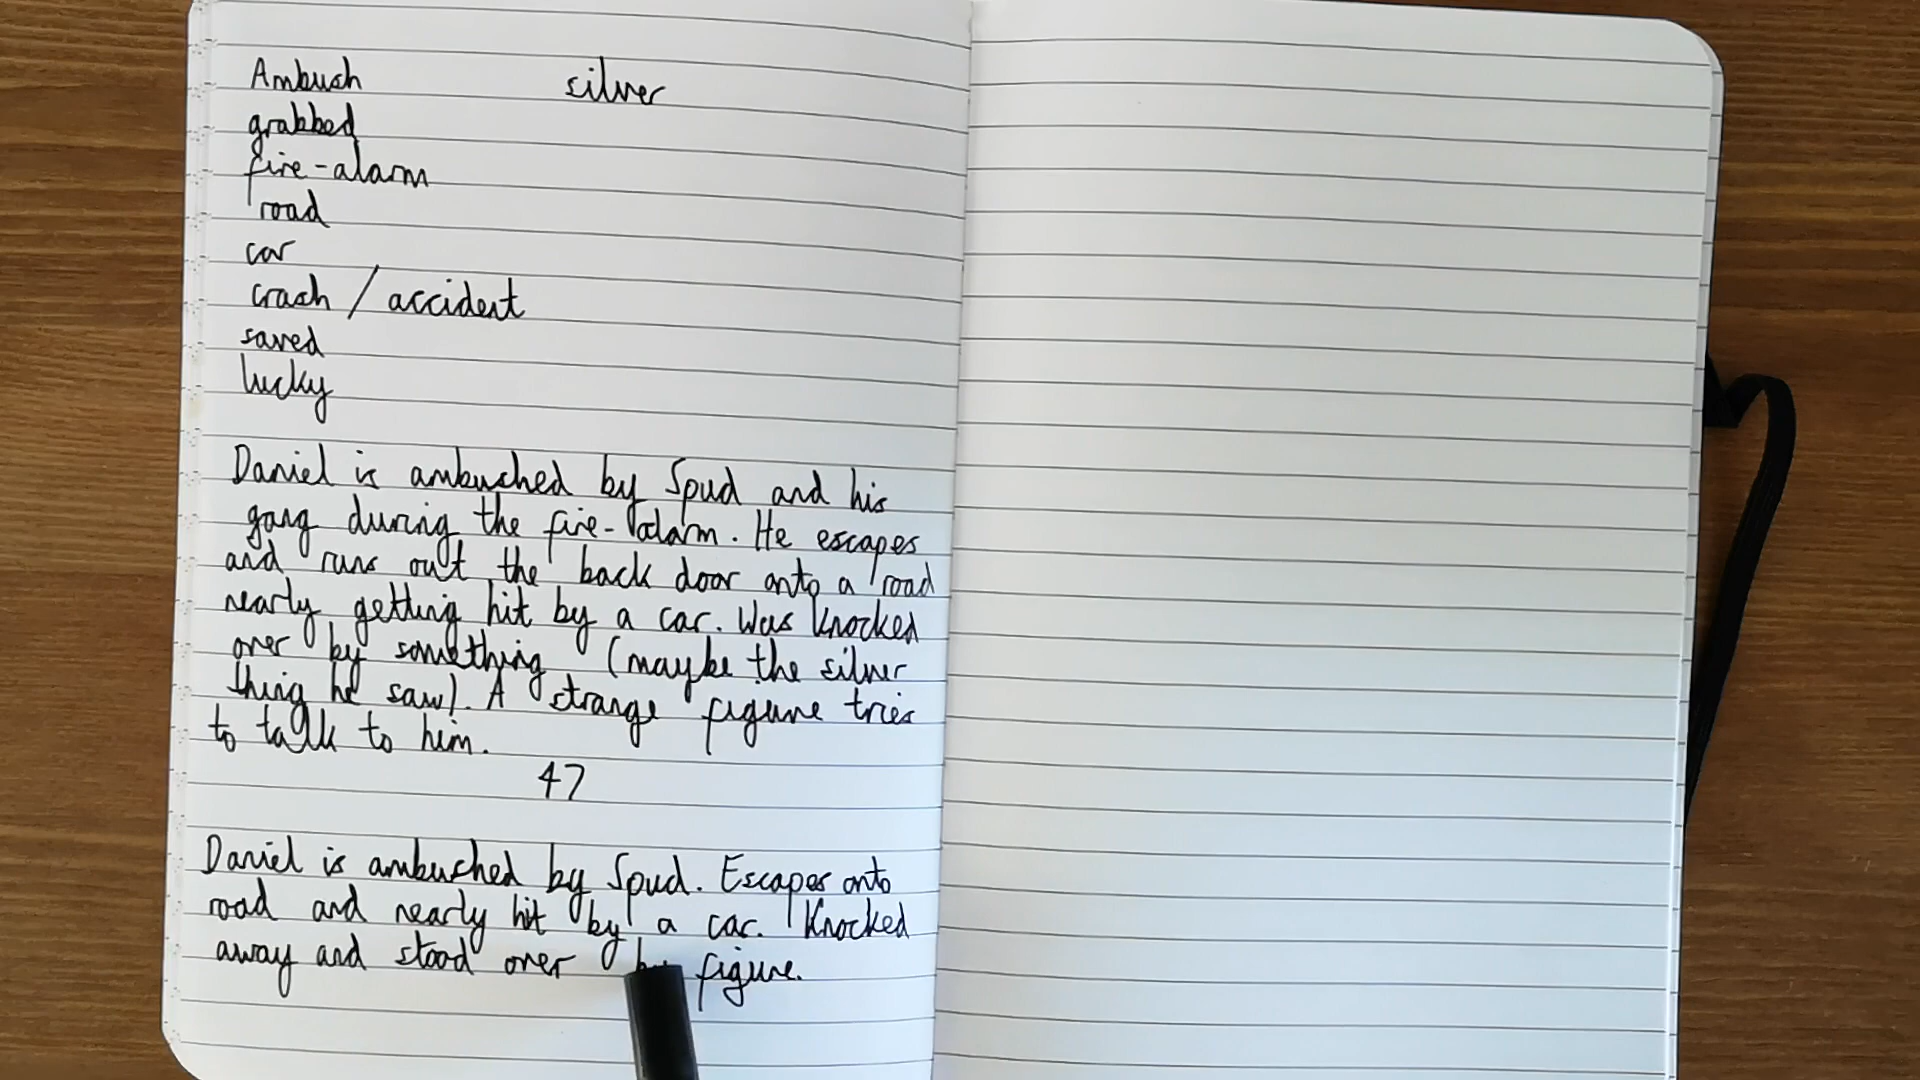 Ambush silver
grabbed
fire-alarm
road
car
crash / accident
saved
lucky
Daniel is ambushed by Spud and his
gang during the fire-alarm. He escapes
and runs out the back door onto a road
nearly getting hit by a car. Was knocked
over by something (maybe the silver
thing he saw). A strange figure tries
to talk to him.
47
Daniel is ambushed by Spud. Escapes onto
road and nearly hit by a car. Knocked
away and stood over figure.